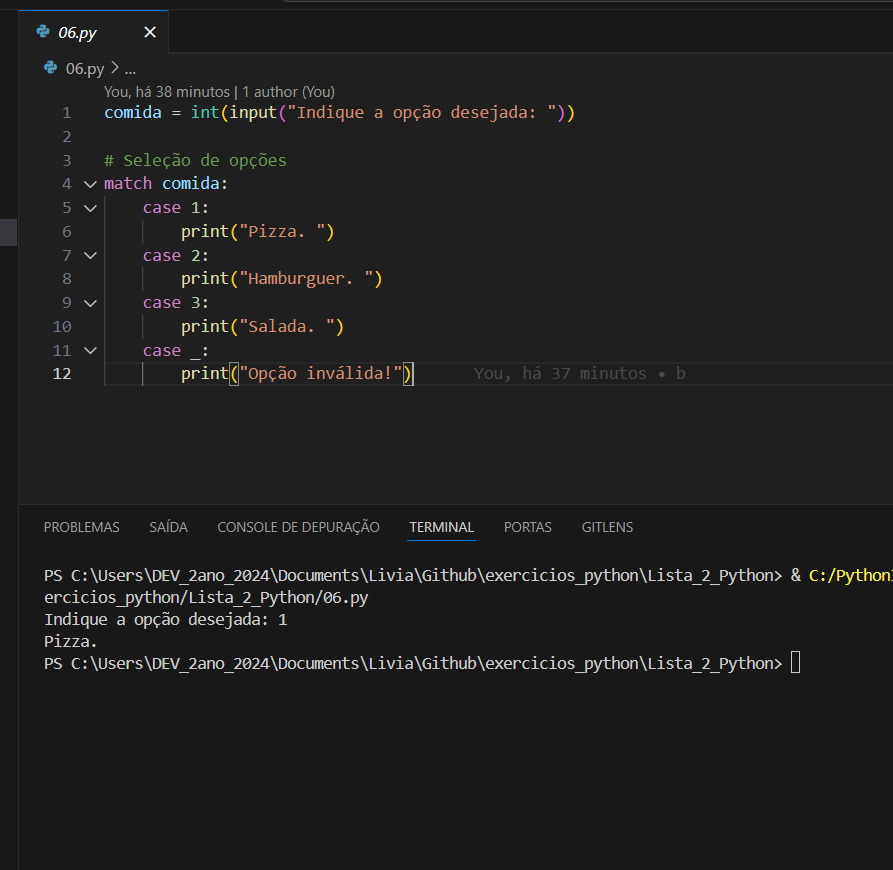 06.py
06.py > ...
You, há 38 minutos | 1 author (You)
1 comida = int(input("Indique a opção desejada: "))
2
3 # Seleção de opções
4 match comida:
5 case 1:
6 print("Pizza. ")
7 case 2:
8 print("Hamburguer. ")
9 case 3:
10 print("Salada. ")
11 case _:
12 print("Opção inválida!") You, há 37 minutos • b
PROBLEMAS SAÍDA CONSOLE DE DEPURAÇÃO TERMINAL PORTAS GITLENS
PS C:\Users\DEV_2ano_2024\Documents\Livia\Github\exercicios_python\Lista_2_Python> & C:/Python
ercicios_python/Lista_2_Python/06.py
Indique a opção desejada: 1
Pizza.
PS C:\Users\DEV_2ano_2024\Documents\Livia\Github\exercicios_python\Lista_2_Python>